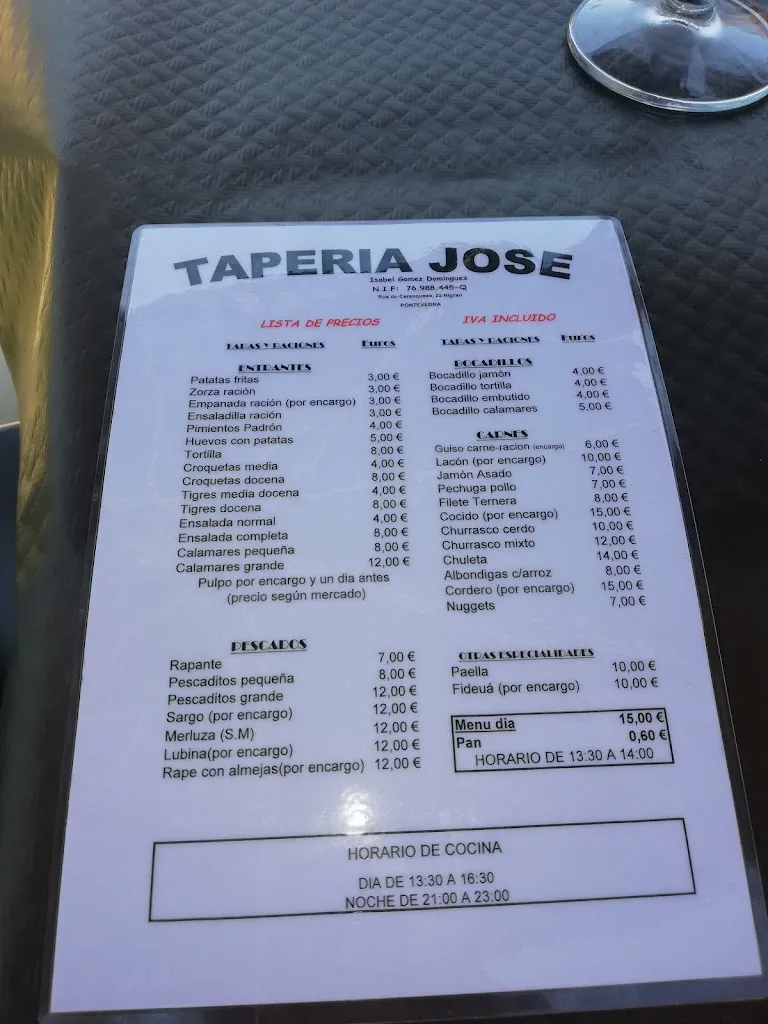 TAPERIA JOSE
Isabel Gomez Dominguez
N.I.F: 76.988.445-Q
Rua do Caranquexo, 22 Nigran
PONTEVEDRA
LISTA DE PRECIOS
TAPAS Y RACIONES Euros
ENTRANTES
Patatas fritas 3,00 €
Zorza ración 3,00 €
Empanada ración (por encargo) 3,00 €
Ensaladilla ración 3,00 €
Pimientos Padrón 4,00 €
Huevos con patatas 5,00 €
Tortilla 8,00 €
Croquetas media 4,00 €
Croquetas docena 8,00 €
Tigres media docena 4,00 €
Tigres docena 8,00 €
Ensalada normal 4,00 €
Ensalada completa 8,00 €
Calamares pequeña 8,00 €
Calamares grande 12,00 €
Pulpo por encargo y un dia antes
(precio según mercado)
PESCADOS
Rapante 7,00 €
Pescaditos pequeña 8,00 €
Pescaditos grande 12,00 €
Sargo (por encargo) 12,00 €
Merluza (S.M) 12,00 €
Lubina(por encargo) 12,00 €
Rape con almejas(por encargo) 12,00 €
IVA INCLUIDO
TAPAS Y RACIONES Euros
BOCADILLOS
Bocadillo jamón 4,00 €
Bocadillo tortilla 4,00 €
Bocadillo embutido 4,00 €
Bocadillo calamares 5,00 €
CARNES
Guiso carne-racion (encargo) 6,00 €
Lacón (por encargo) 10,00 €
Jamón Asado 7,00 €
Pechuga pollo 7,00 €
Filete Ternera 8,00 €
Cocido (por encargo) 15,00 €
Churrasco cerdo 10,00 €
Churrasco mixto 12,00 €
Chuleta 14,00 €
Albondigas c/arroz 8,00 €
Cordero (por encargo) 15,00 €
Nuggets 7,00 €
OTRAS ESPECIALIDADES
Paella 10,00 €
Fideuá (por encargo) 10,00 €
Menu dia 15,00 €
Pan 0,60 €
HORARIO DE 13:30 A 14:00
HORARIO DE COCINA
DIA DE 13:30 A 16:30
NOCHE DE 21:00 A 23:00